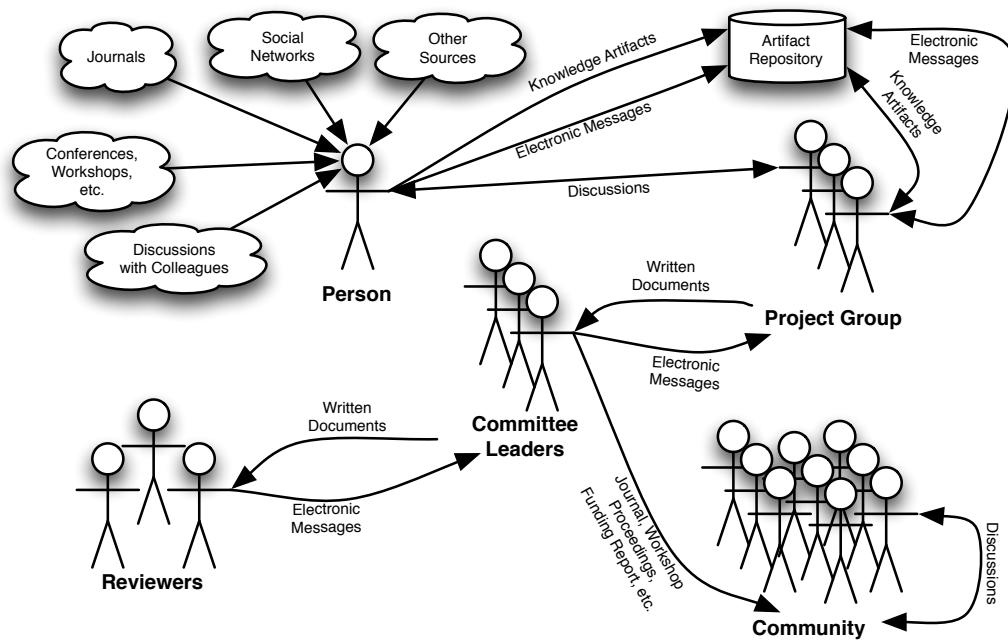 Journals
Social
Networks
Other
Sources
Knowledge Artifacts
Artifact
Repository
Electronic
Messages
Knowledge
Artifacts
Electronic Messages
Conferences,
Workshops,
etc.
Discussions
Discussions
with Colleagues
Person
Written
Documents
Project Group
Electronic
Messages
Committee
Leaders
Written
Documents
Electronic
Messages
Reviewers
Journal, Workshop
Proceedings,
Funding Report, etc.
Discussions
Community